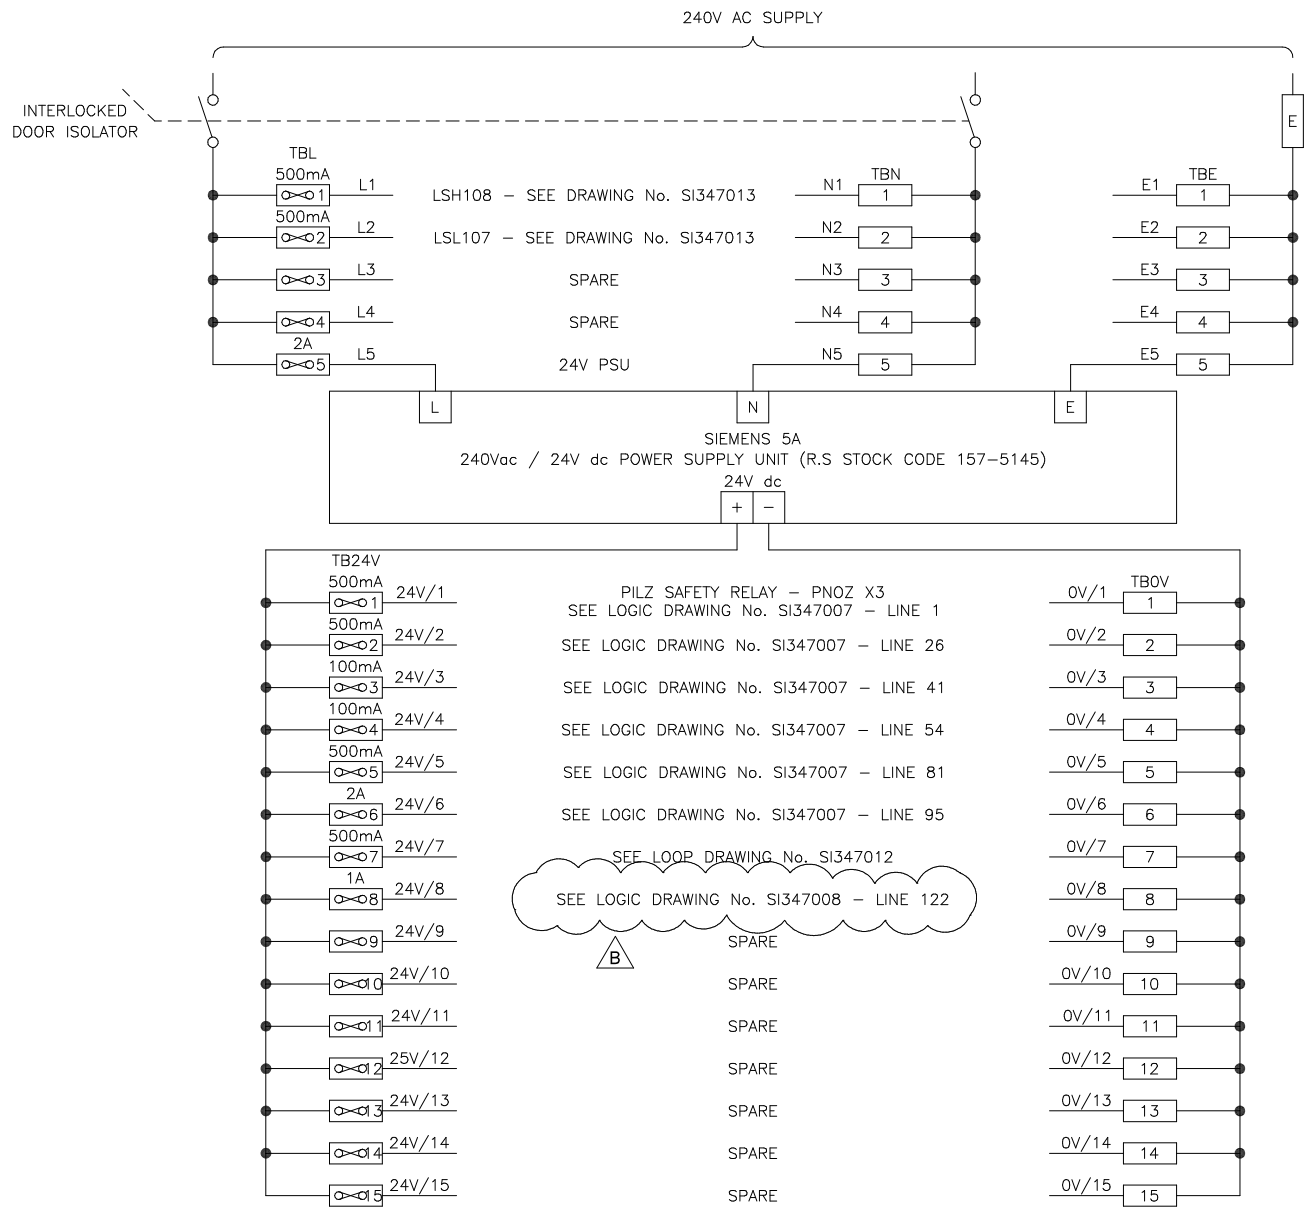 240V AC SUPPLY
INTERLOCKED
DOOR ISOLATOR
E
TBL
500mA
1 L1 LSH108 – SEE DRAWING No. SI347013 N1 TBN 1 E1 TBE 1
500mA
2 L2 LSL107 – SEE DRAWING No. SI347013 N2 2 E2 2
3 L3 SPARE N3 3 E3 3
4 L4 SPARE N4 4 E4 4
2A
5 L5 24V PSU N5 5 E5 5
L N E
SIEMENS 5A
240Vac / 24V dc POWER SUPPLY UNIT (R.S STOCK CODE 157–5145)
24V dc
+ –
TB24V
500mA
1 24V/1 PILZ SAFETY RELAY – PNOZ X3 0V/1 TB0V 1
SEE LOGIC DRAWING No. SI347007 – LINE 1
500mA
2 24V/2 SEE LOGIC DRAWING No. SI347007 – LINE 26 0V/2 2
100mA
3 24V/3 SEE LOGIC DRAWING No. SI347007 – LINE 41 0V/3 3
100mA
4 24V/4 SEE LOGIC DRAWING No. SI347007 – LINE 54 0V/4 4
500mA
5 24V/5 SEE LOGIC DRAWING No. SI347007 – LINE 81 0V/5 5
2A
6 24V/6 SEE LOGIC DRAWING No. SI347007 – LINE 95 0V/6 6
500mA
7 24V/7 SEE LOOP DRAWING No. SI347012 0V/7 7
1A
8 24V/8 SEE LOGIC DRAWING No. SI347008 – LINE 122 0V/8 8
9 24V/9 SPARE 0V/9 9
B
10 24V/10 SPARE 0V/10 10
11 24V/11 SPARE 0V/11 11
12 25V/12 SPARE 0V/12 12
13 24V/13 SPARE 0V/13 13
14 24V/14 SPARE 0V/14 14
15 24V/15 SPARE 0V/15 15